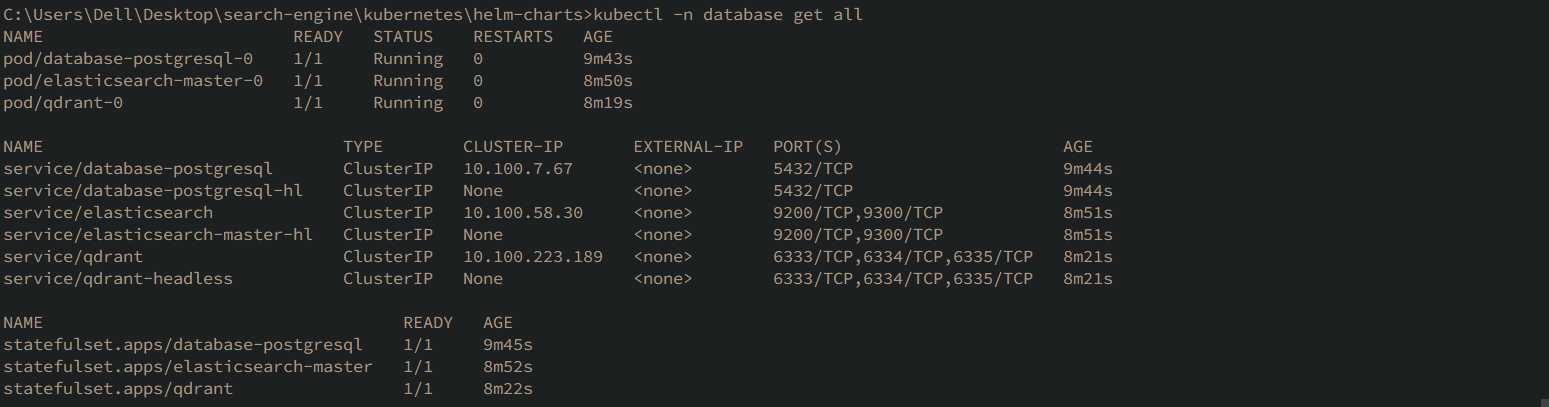 C:\Users\Dell\Desktop\search-engine\kubernetes\helm-charts>kubectl -n database get all
NAME                         READY   STATUS    RESTARTS   AGE
pod/database-postgresql-0    1/1     Running   0          9m43s
pod/elasticsearch-master-0   1/1     Running   0          8m50s
pod/qdrant-0                 1/1     Running   0          8m19s

NAME                              TYPE        CLUSTER-IP       EXTERNAL-IP   PORT(S)                      AGE
service/database-postgresql       ClusterIP   10.100.7.67      <none>        5432/TCP                     9m44s
service/database-postgresql-hl    ClusterIP   None             <none>        5432/TCP                     9m44s
service/elasticsearch             ClusterIP   10.100.58.30     <none>        9200/TCP,9300/TCP            8m51s
service/elasticsearch-master-hl   ClusterIP   None             <none>        9200/TCP,9300/TCP            8m51s
service/qdrant                    ClusterIP   10.100.223.189   <none>        6333/TCP,6334/TCP,6335/TCP   8m21s
service/qdrant-headless           ClusterIP   None             <none>        6333/TCP,6334/TCP,6335/TCP   8m21s

NAME                                    READY   AGE
statefulset.apps/database-postgresql    1/1     9m45s
statefulset.apps/elasticsearch-master   1/1     8m52s
statefulset.apps/qdrant                 1/1     8m22s